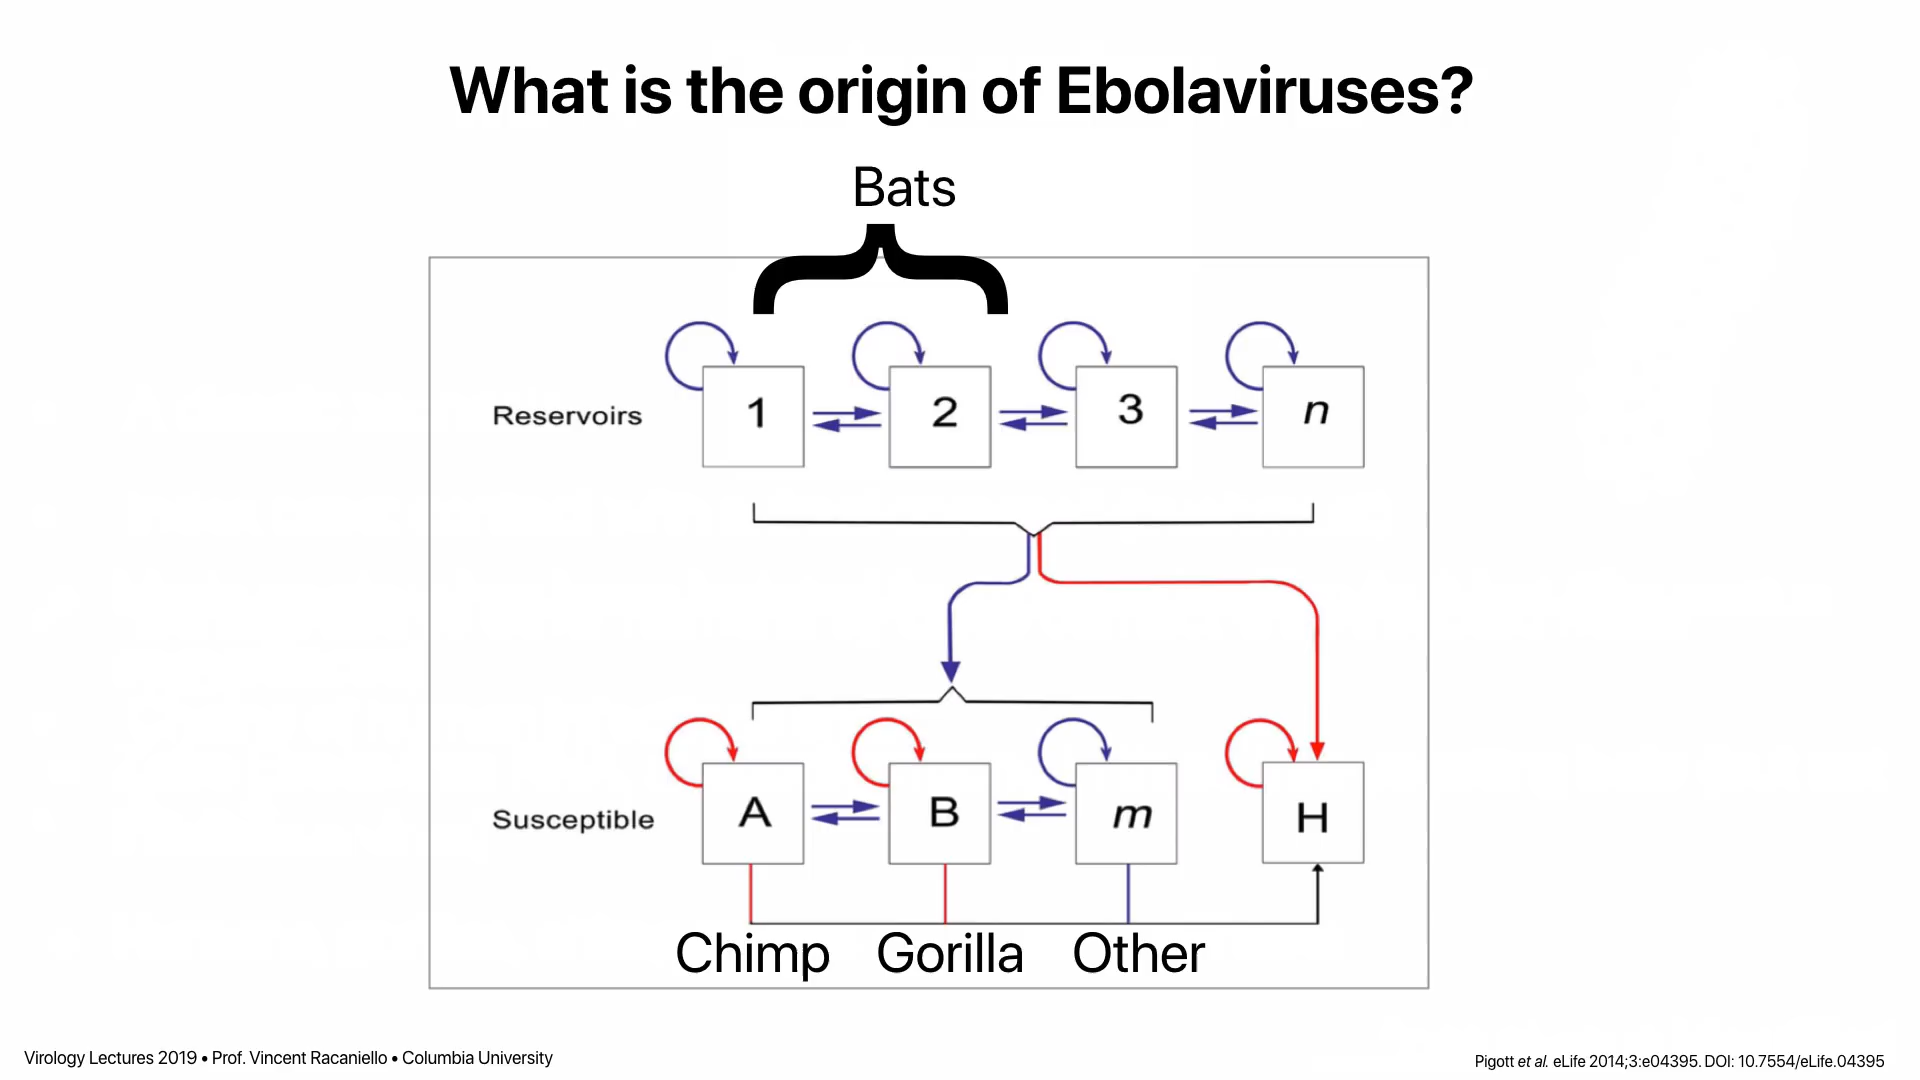 What is the origin of Ebolaviruses?
Bats
Reservoirs 1 2 3 n
Susceptible A B m H
Chimp Gorilla Other
Virology Lectures 2019 • Prof. Vincent Racaniello • Columbia University
Pigott et al. eLife 2014;3:e04395. DOI: 10.7554/eLife.04395